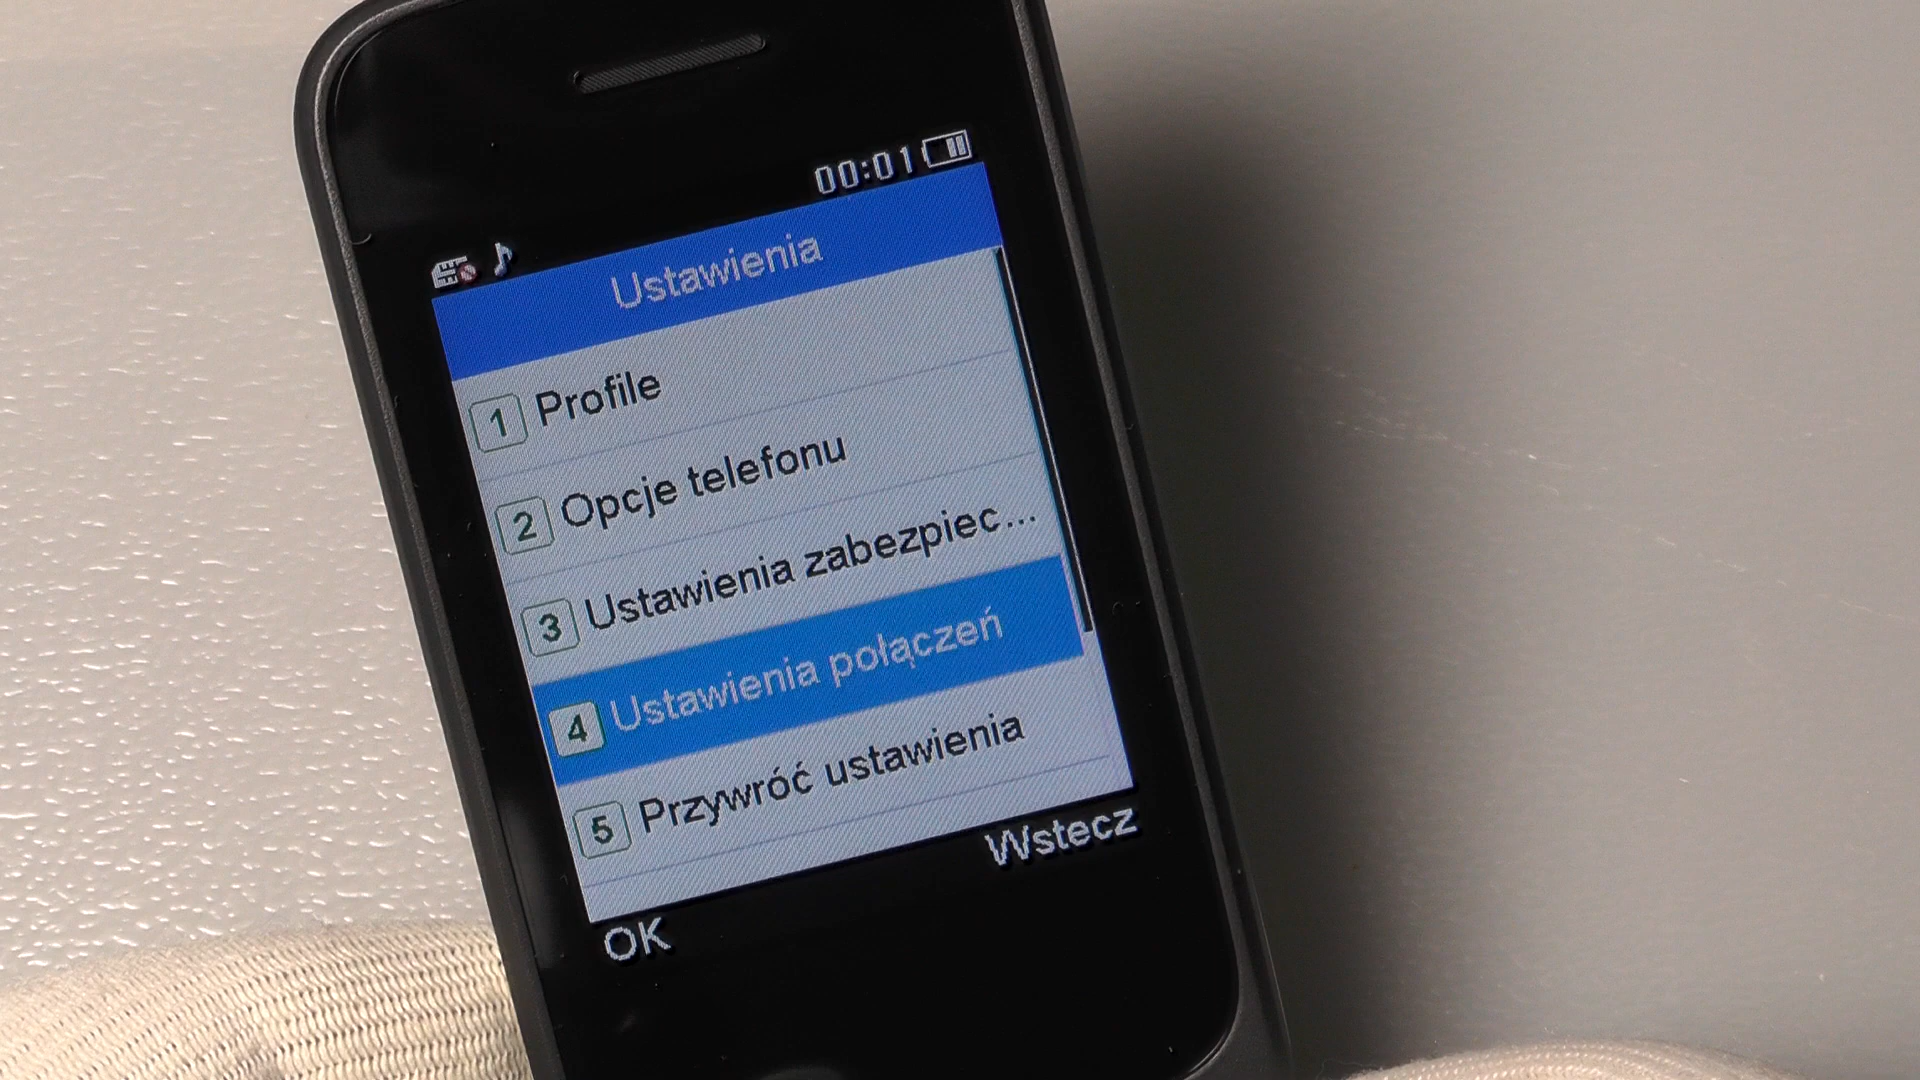 00:01
Ustawienia
1 Profile
2 Opcje telefonu
3 Ustawienia zabezpiec...
4 Ustawienia połączeń
5 Przywróć ustawienia
OK Wstecz